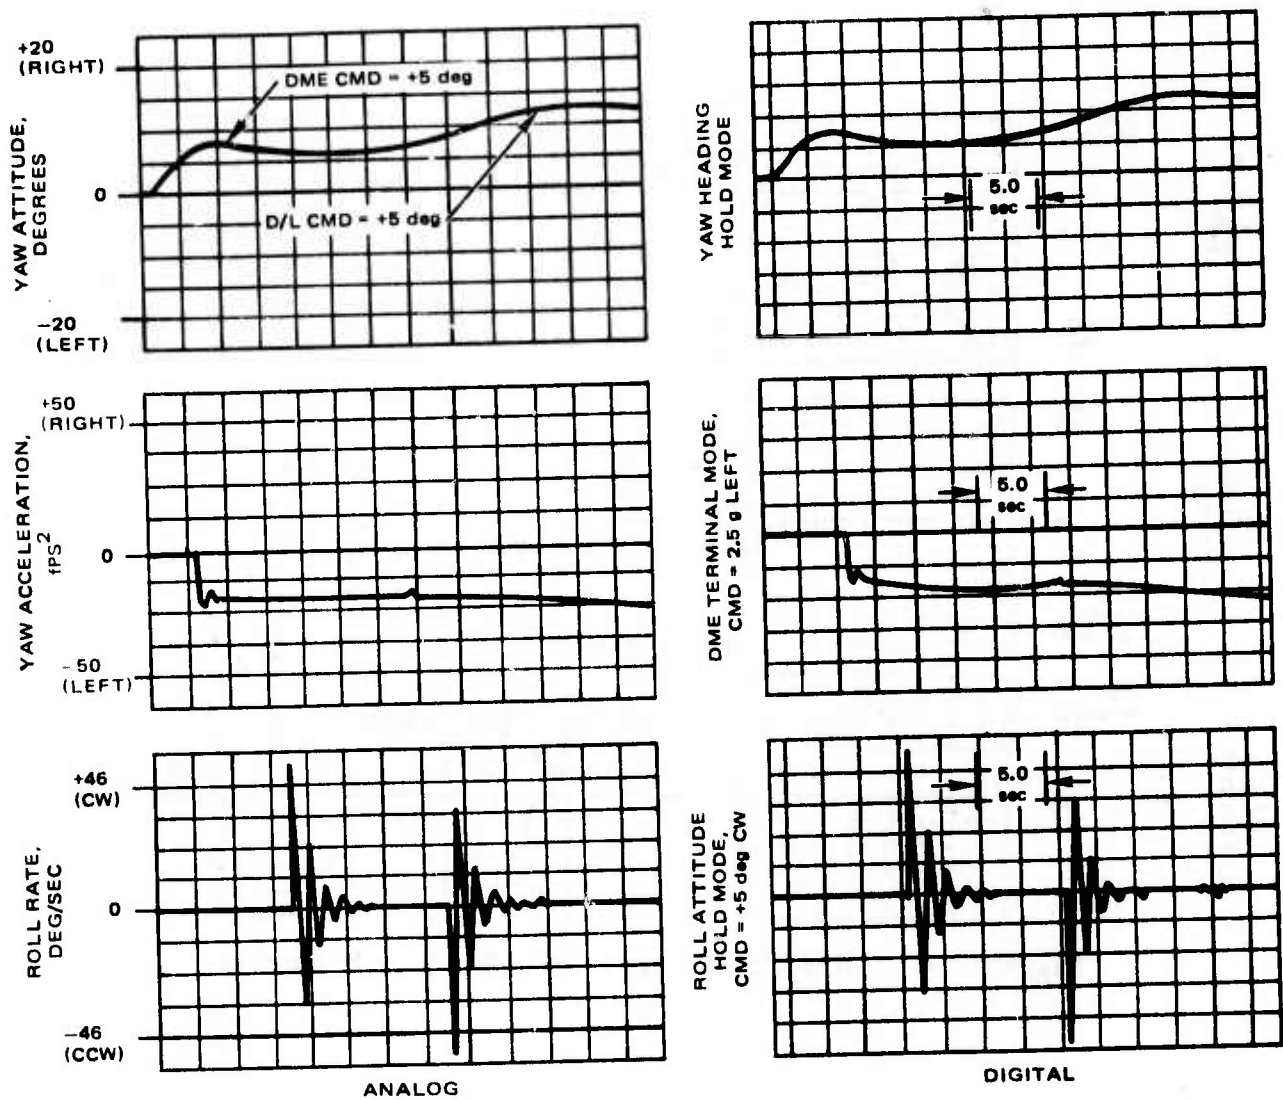 +20
(RIGHT)
YAW ATTITUDE,
DEGREES
0
−20
(LEFT)
DME CMD = +5 deg
D/L CMD = +5 deg
YAW HEADING
HOLD MODE
5.0
sec
+50
(RIGHT)
YAW ACCELERATION,
fPS²
0
−50
(LEFT)
DME TERMINAL MODE,
CMD = 2.5 g LEFT
5.0
sec
+46
(CW)
ROLL RATE,
DEG/SEC
0
−46
(CCW)
ROLL ATTITUDE
HOLD MODE,
CMD = +5 deg CW
5.0
sec
ANALOG
DIGITAL